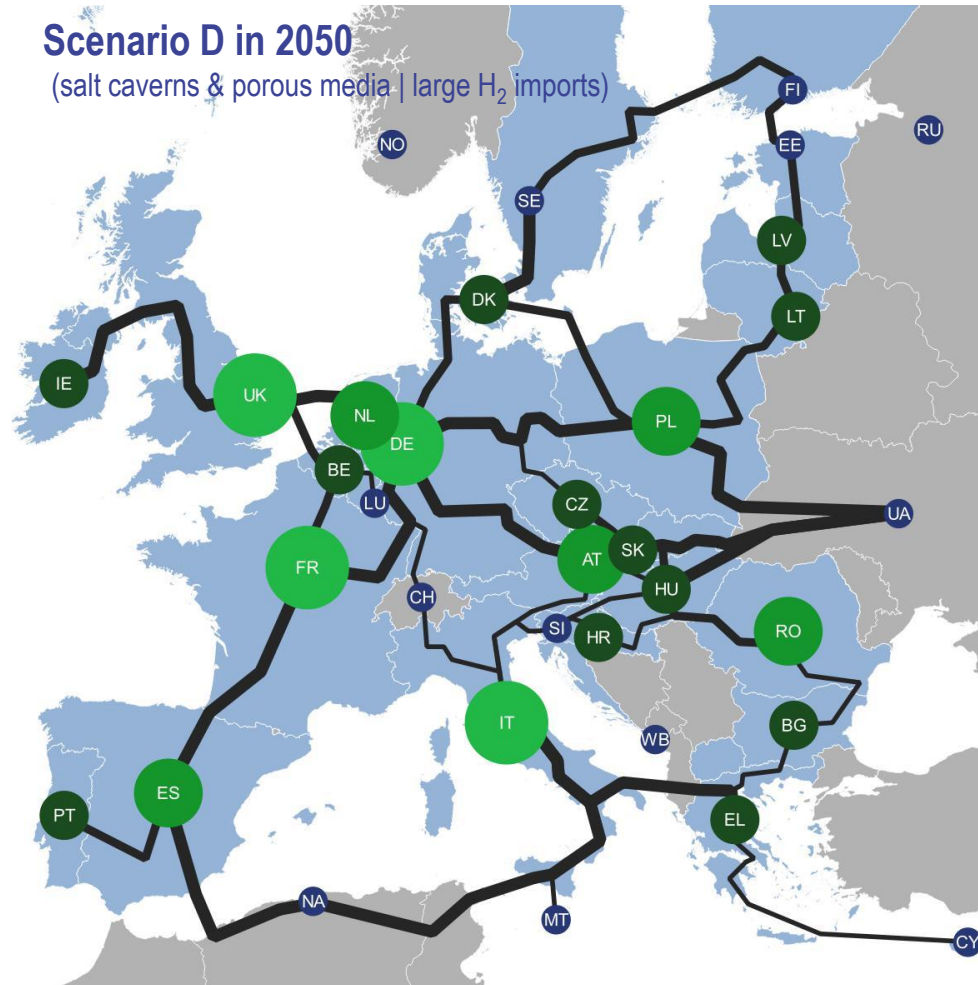 Scenario D in 2050
(salt caverns & porous media | large H₂ imports)
FI
NO
RU
EE
SE
LV
DK
LT
IE
UK
NL
PL
DE
BE
LU
CZ
UA
SK
AT
FR
HU
CH
SI
HR
RO
IT
BG
WB
ES
PT
EL
NA
MT
CY